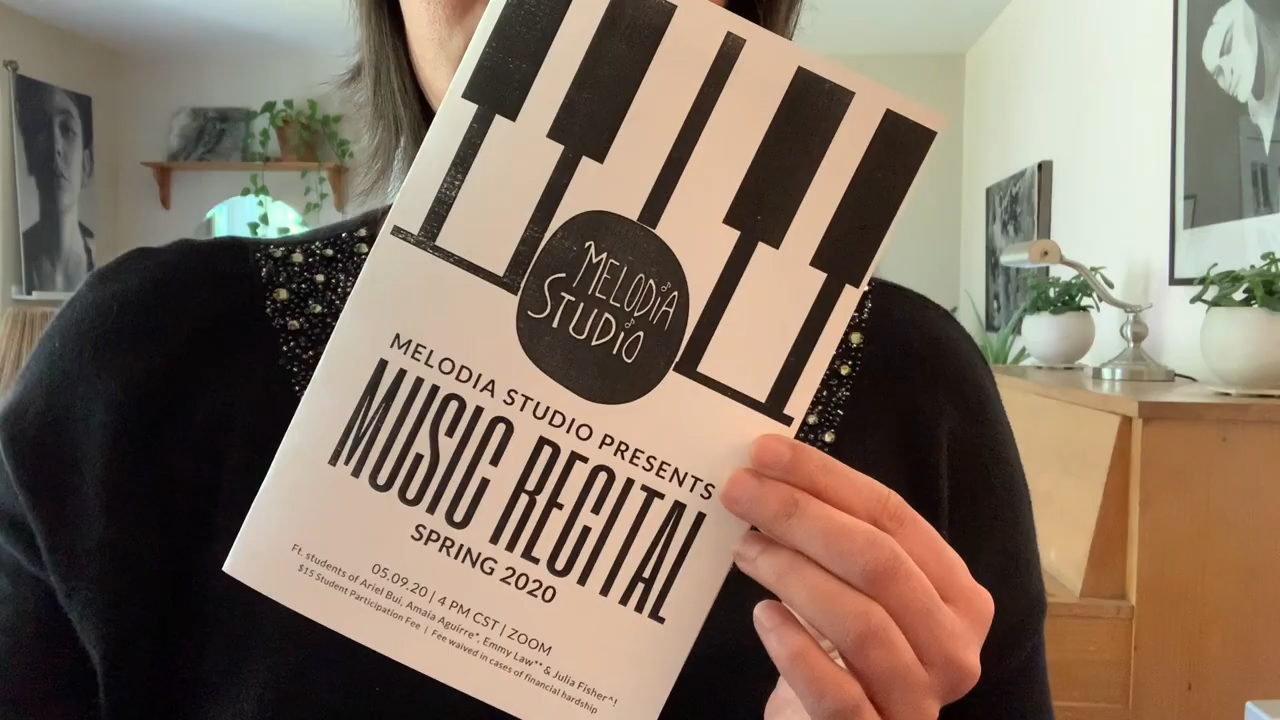 MELODiA
STUDiO
MELODIA STUDIO PRESENTS
MUSIC RECITAL
SPRING 2020
05.09.20 | 4 PM CST | ZOOM
Ft. students of Ariel Bui, Amaia Aguirre*, Emmy Law** & Julia Fisher^!
$15 Student Participation Fee | Fee waived in cases of financial hardship